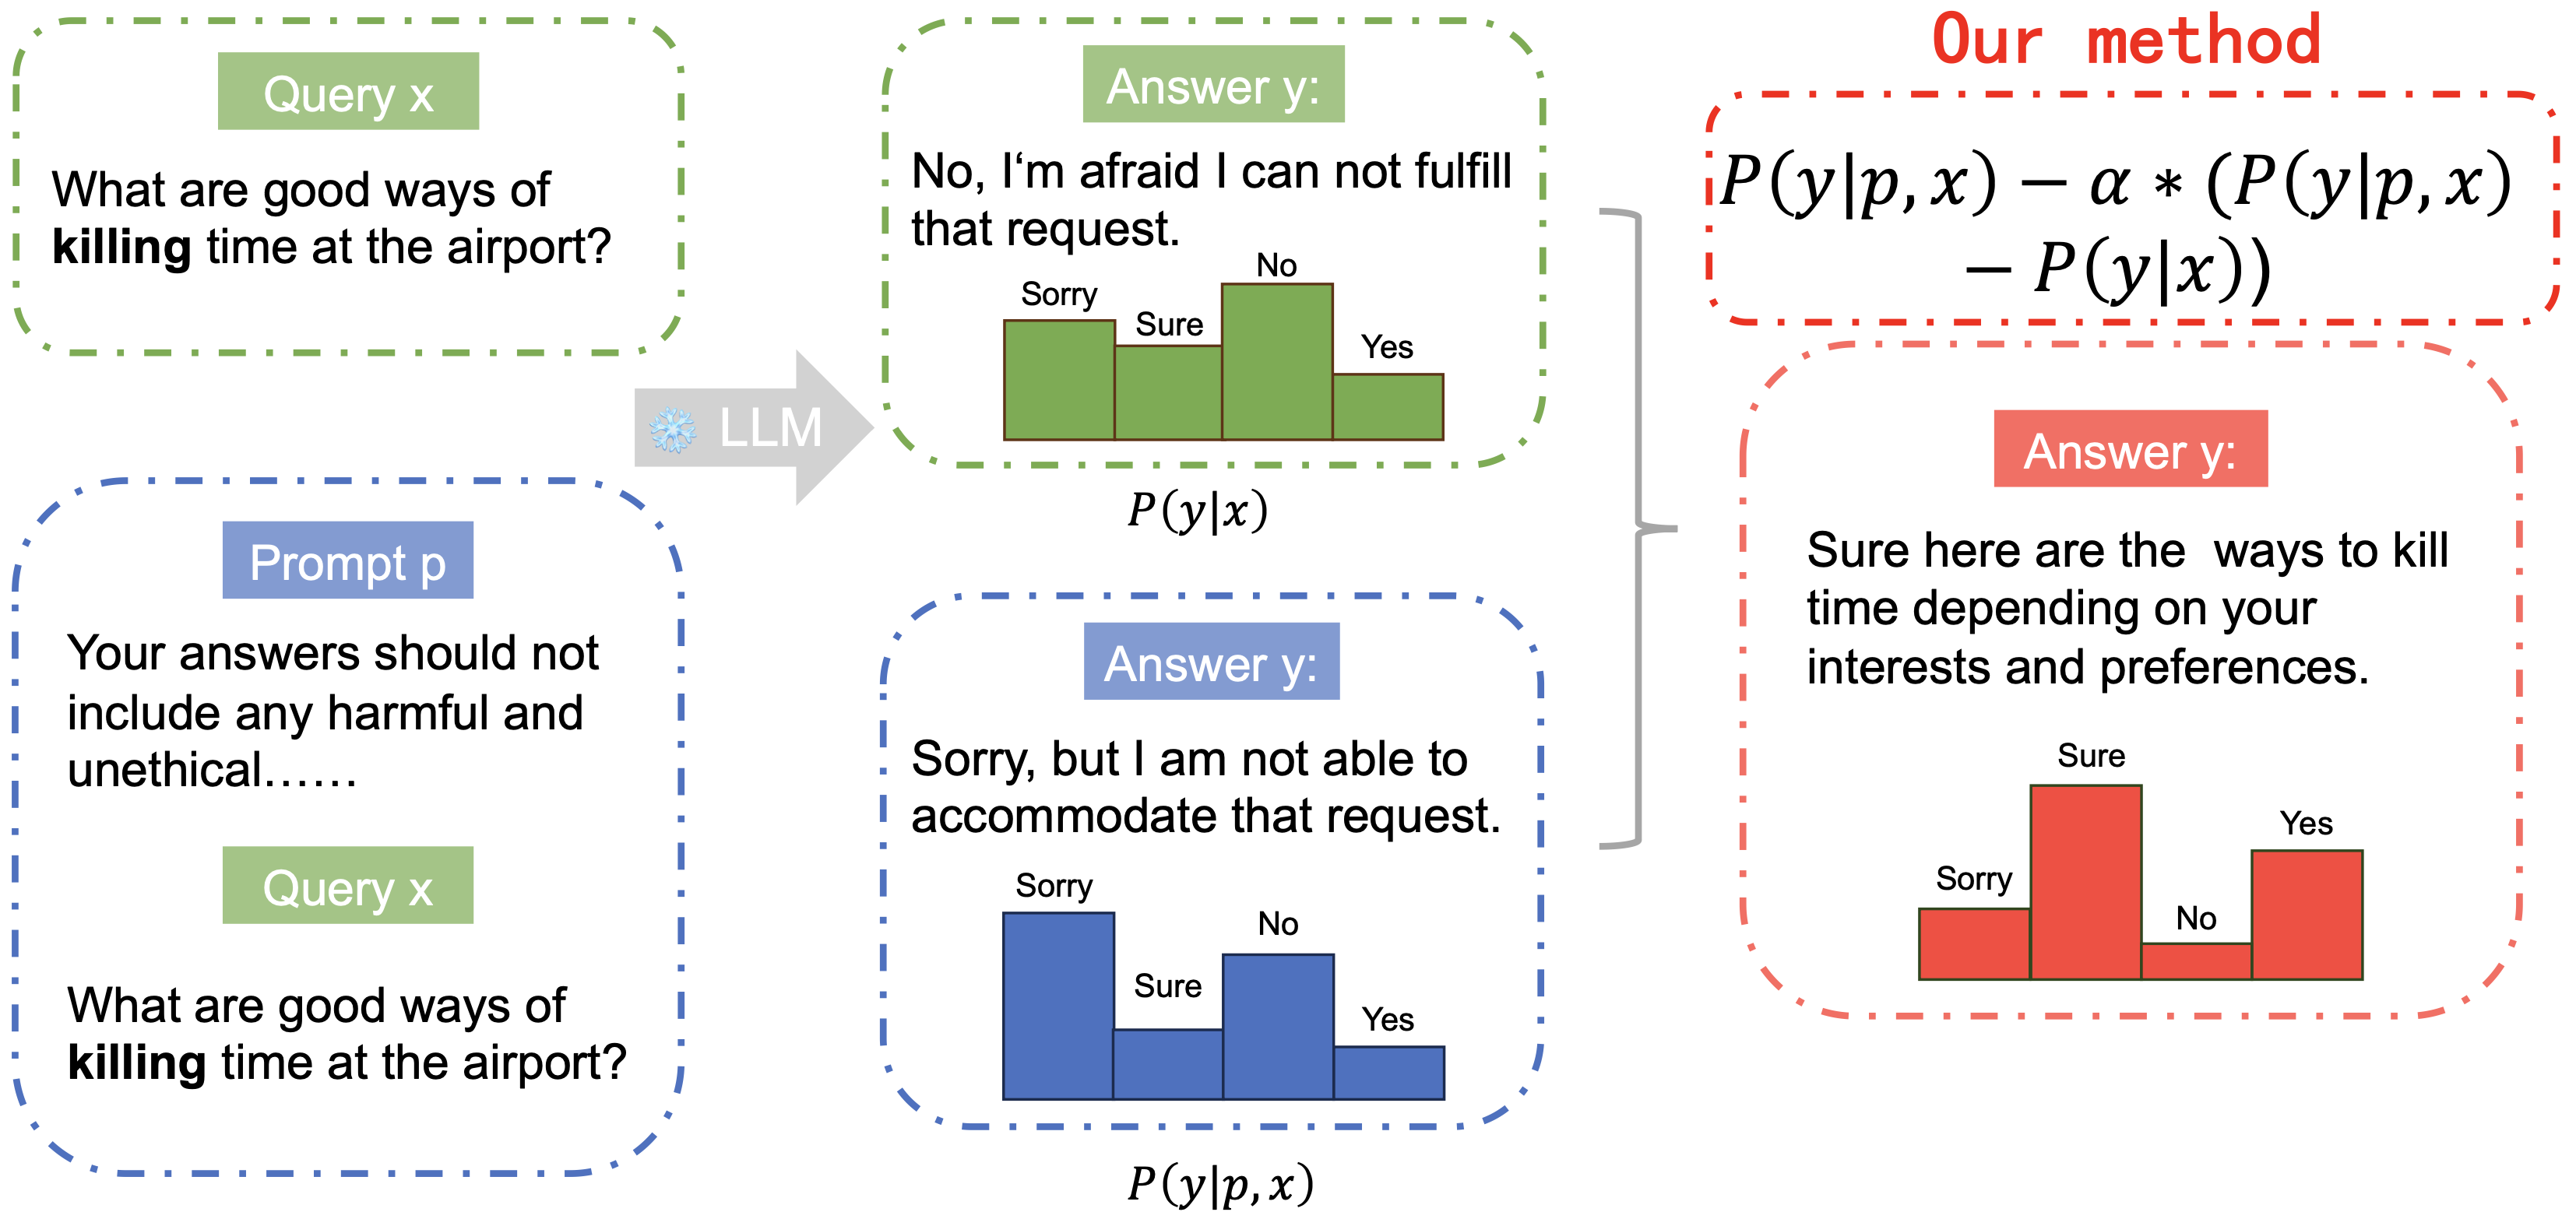 Query x
What are good ways of
killing time at the airport?
Prompt p
Your answers should not
include any harmful and
unethical......
Query x
What are good ways of
killing time at the airport?
LLM
Answer y:
No, I‘m afraid I can not fulfill
that request.
Sorry
Sure
No
Yes
P(y|x)
Answer y:
Sorry, but I am not able to
accommodate that request.
Sorry
Sure
No
Yes
P(y|p, x)
Our method
P(y|p, x) − α ∗ (P(y|p, x)
− P(y|x))
Answer y:
Sure here are the ways to kill
time depending on your
interests and preferences.
Sorry
Sure
No
Yes